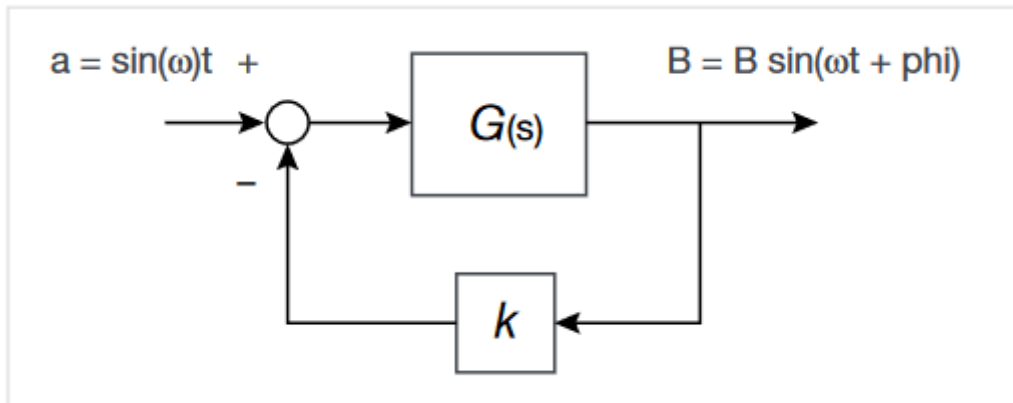 a = sin(ω)t +
B = B sin(ωt + phi)
G(s)
–
k